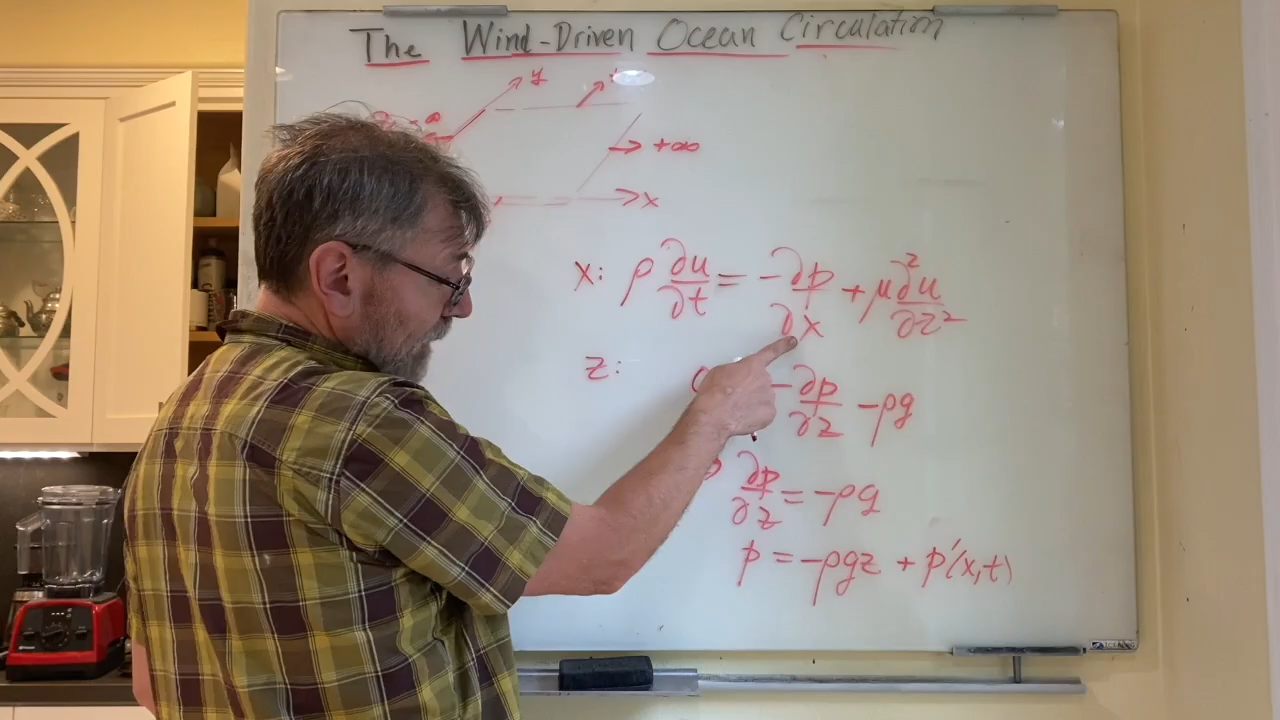 The Wind-Driven Ocean Circulation
y
+∞
x
x: ρ ∂u/∂t = -∂p/∂x + μ ∂²u/∂z²
z: -∂p/∂z -ρg
∂p/∂z = -ρg
p = -ρgz + p'(x,t)